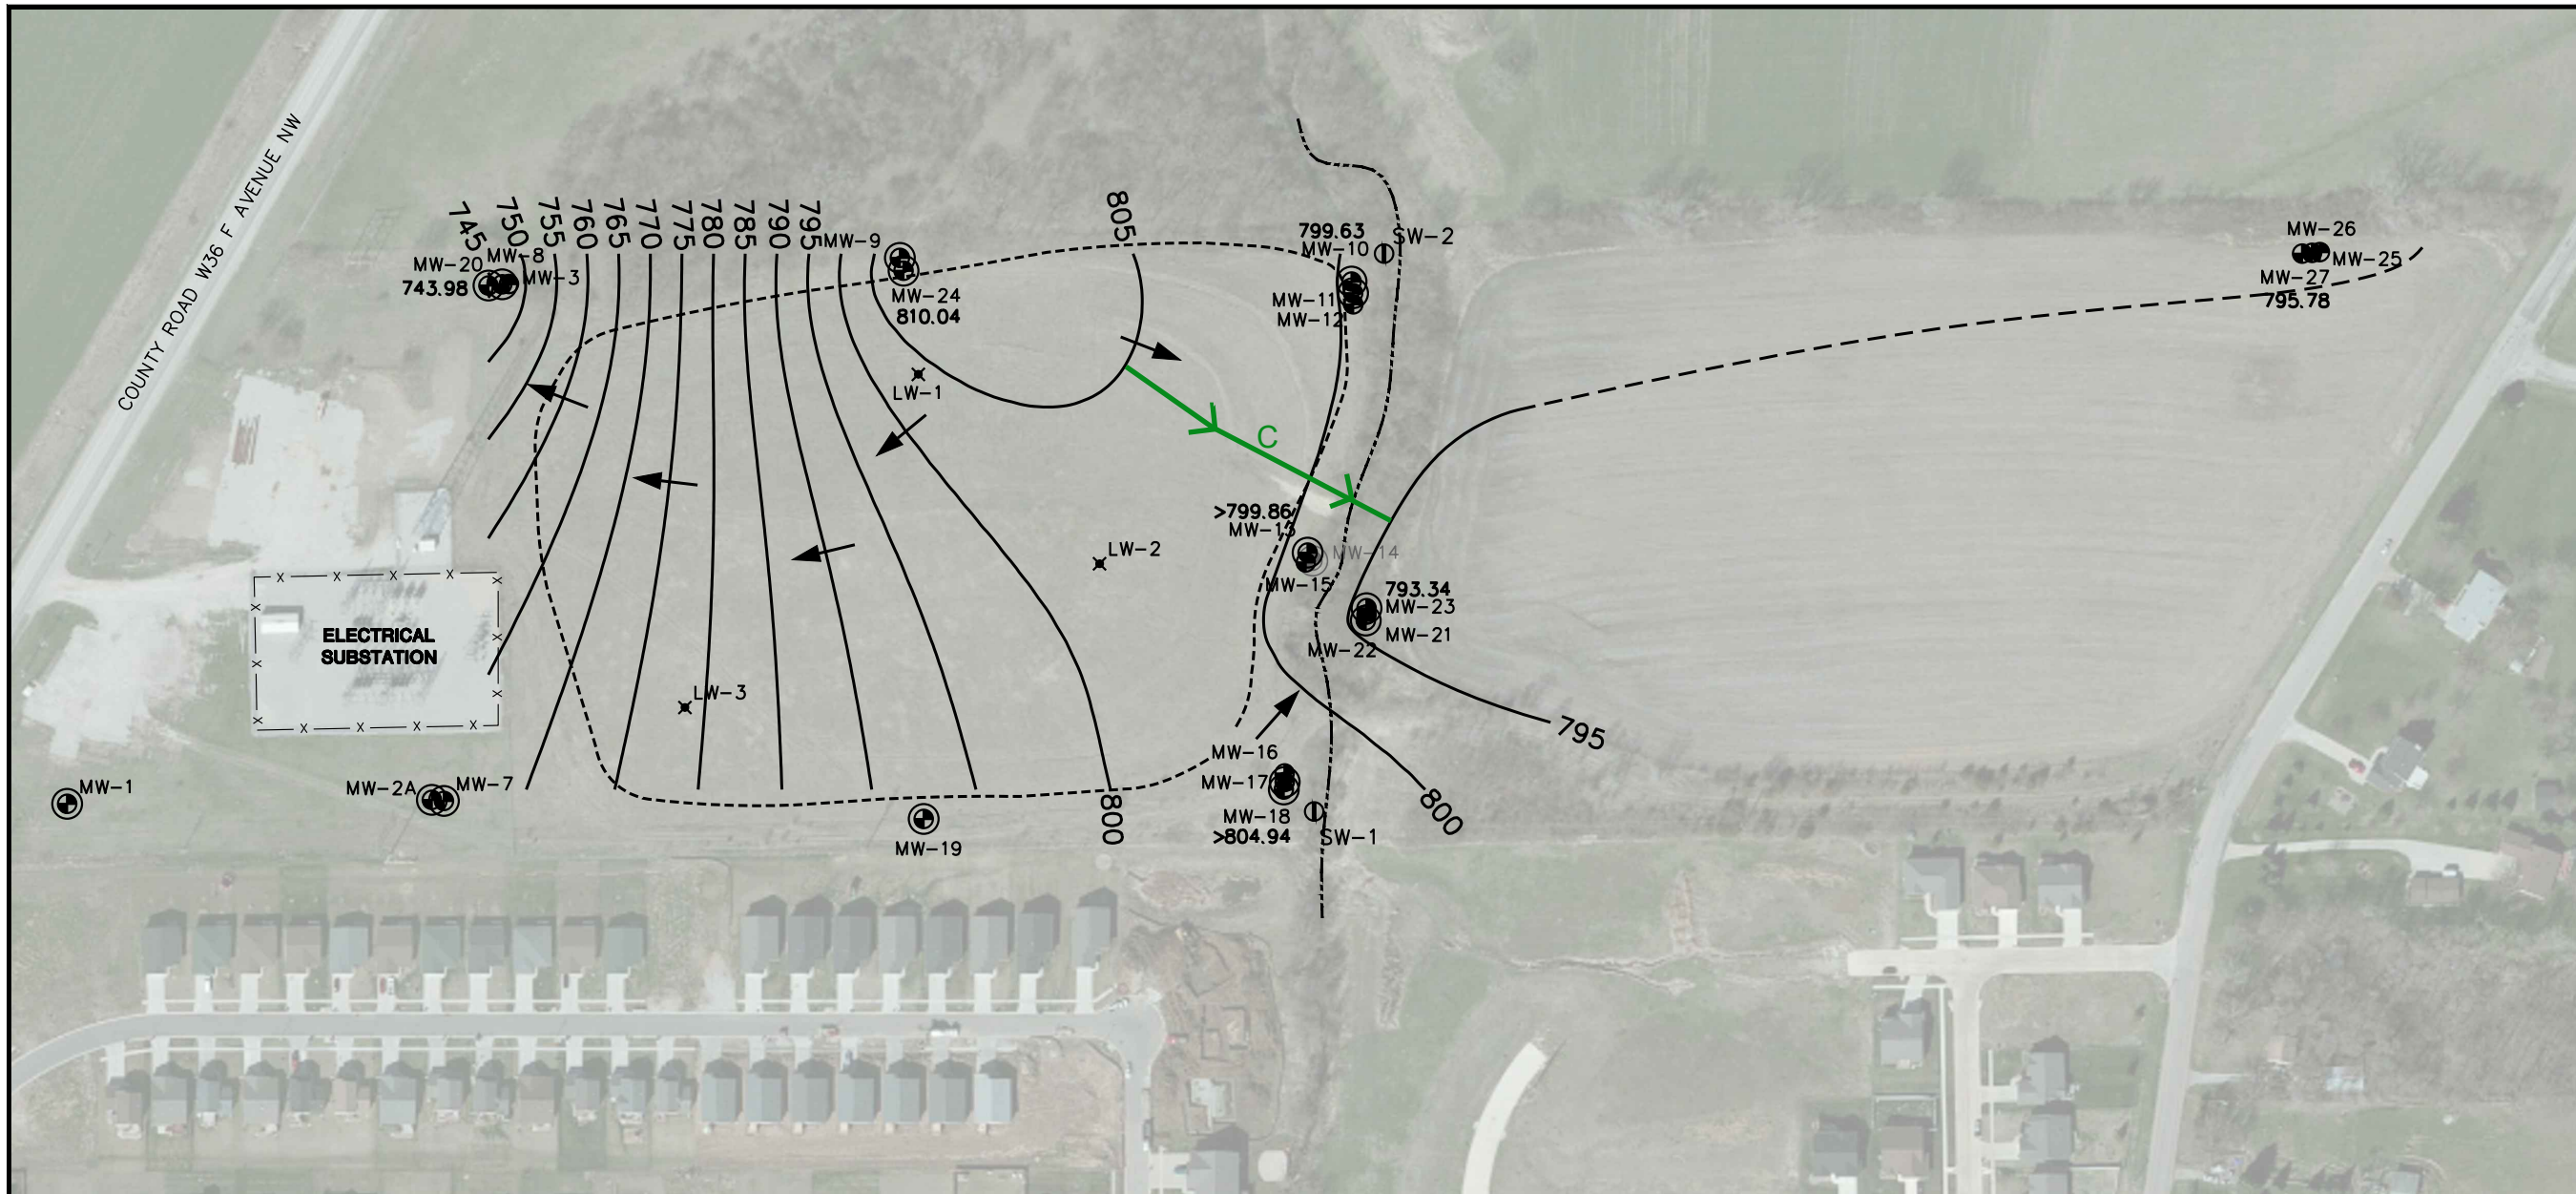 COUNTY ROAD W36 F AVENUE NW
745
750
755
760
765
770
775
780
785
790
795
805
MW-9
MW-20
MW-8
743.98
MW-3
MW-24
810.04
799.63
MW-10
SW-2
MW-11
MW-12
MW-26
MW-25
MW-27
795.78
LW-1
C
>799.86
MW-13
MW-14
MW-15
LW-2
793.34
MW-23
MW-21
MW-22
ELECTRICAL
SUBSTATION
LW-3
795
MW-16
MW-17
MW-18
>804.94
SW-1
800
800
MW-1
MW-2A
MW-7
MW-19